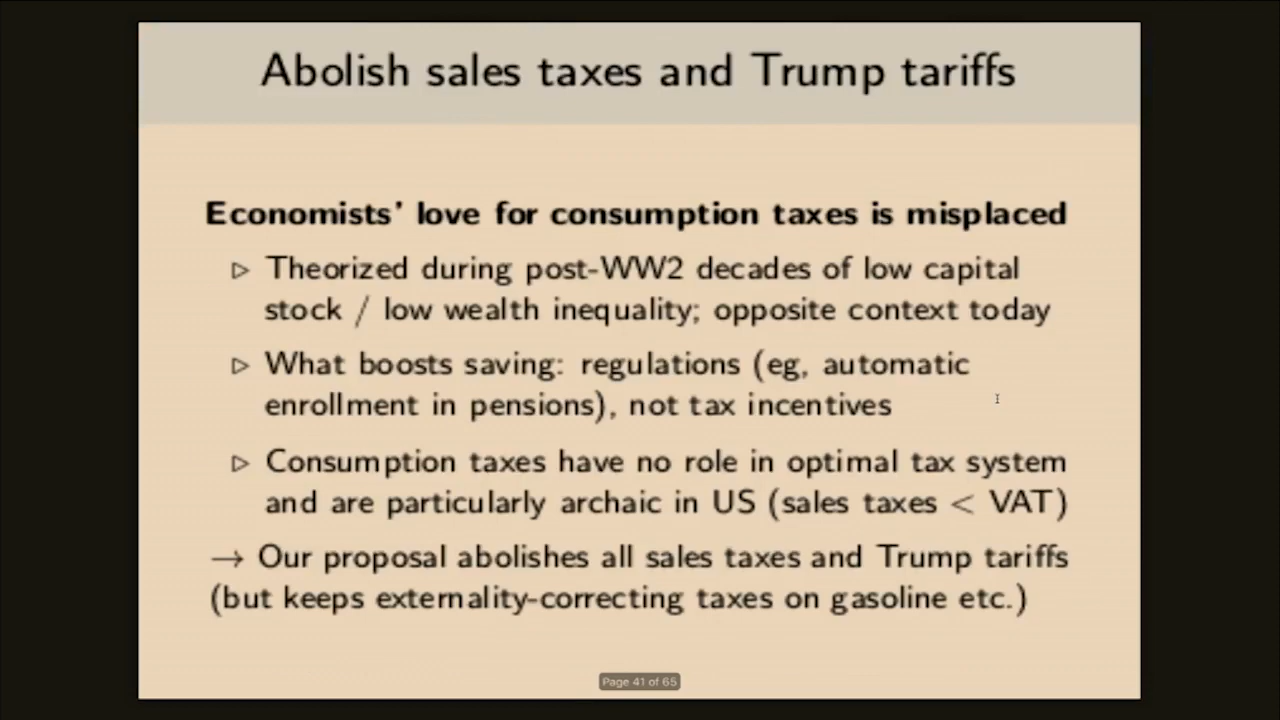 Abolish sales taxes and Trump tariffs
Economists' love for consumption taxes is misplaced
▷ Theorized during post-WW2 decades of low capital
stock / low wealth inequality; opposite context today
▷ What boosts saving: regulations (eg, automatic
enrollment in pensions), not tax incentives
▷ Consumption taxes have no role in optimal tax system
and are particularly archaic in US (sales taxes < VAT)
→ Our proposal abolishes all sales taxes and Trump tariffs
(but keeps externality-correcting taxes on gasoline etc.)
Page 41 of 65